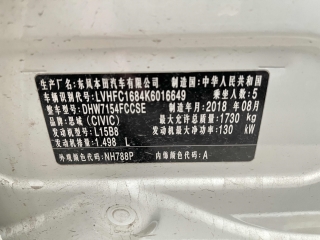 生产厂名:东风本田汽车有限公司 制造国:中华人民共和国
车辆识别代号:LVHFC1684K6016649 乘坐人数:5
整车型号:DHW7154FCCSE 制造年月:2018年08月
品牌:思域(CIVIC) 最大允许总质量:1730 kg
发动机型号:L15B8 发动机最大净功率:130 kW
发动机排量:1.498 L
外观颜色代码:NH788P 内饰颜色代码:A